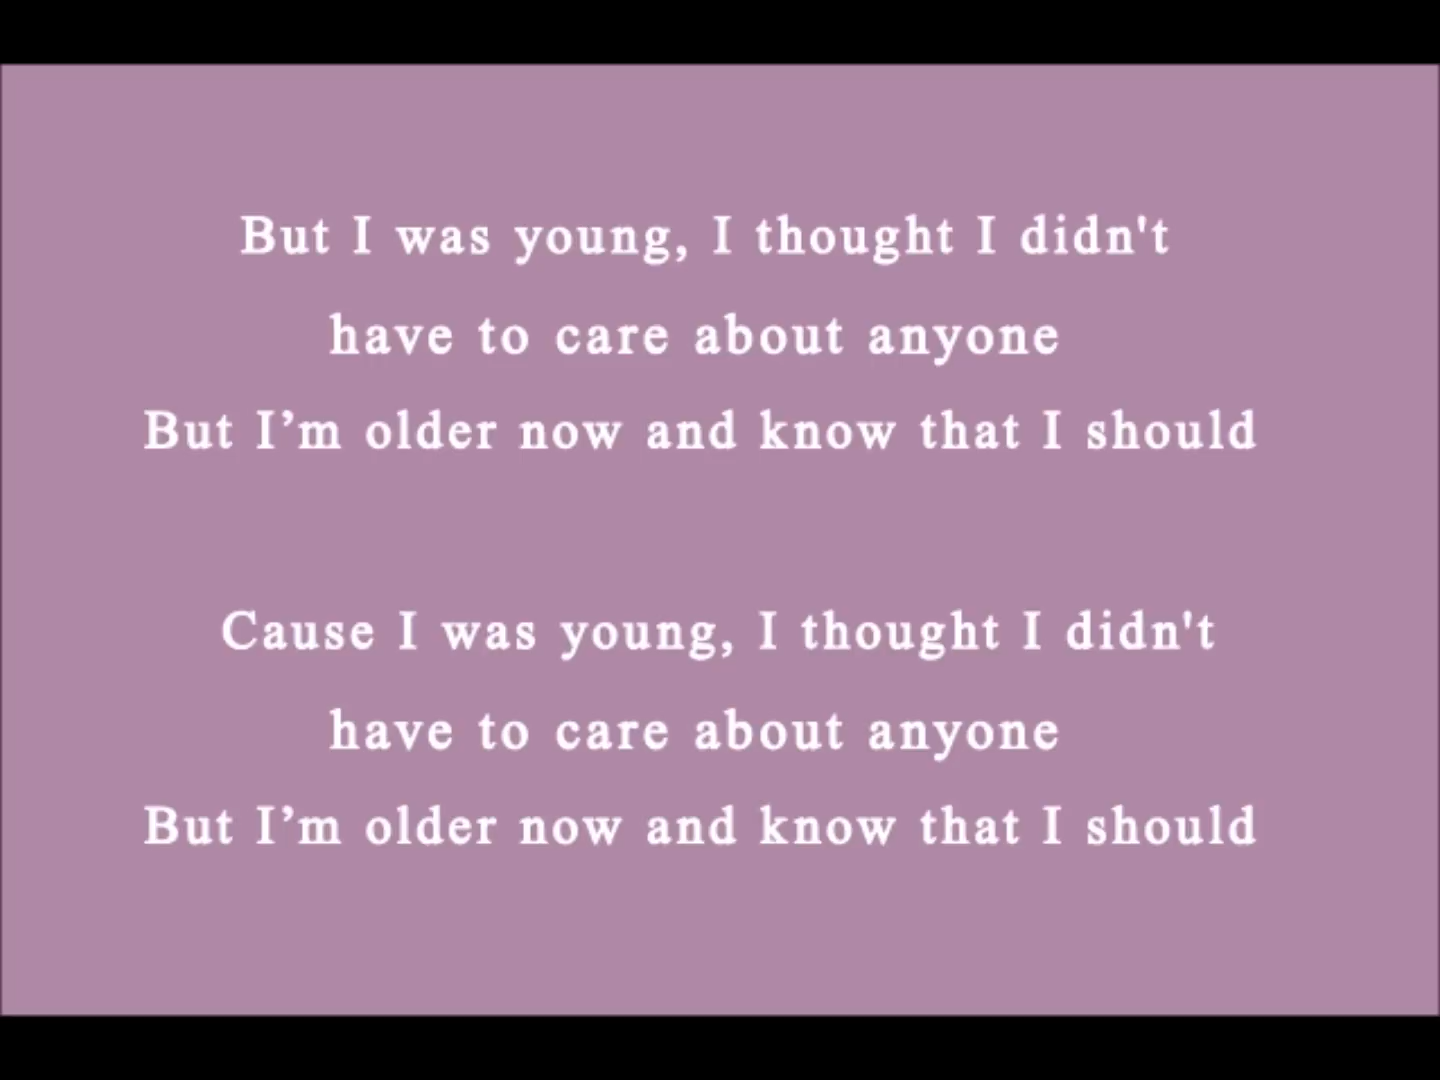 But I was young, I thought I didn't
have to care about anyone
But I’m older now and know that I should
Cause I was young, I thought I didn't
have to care about anyone
But I’m older now and know that I should